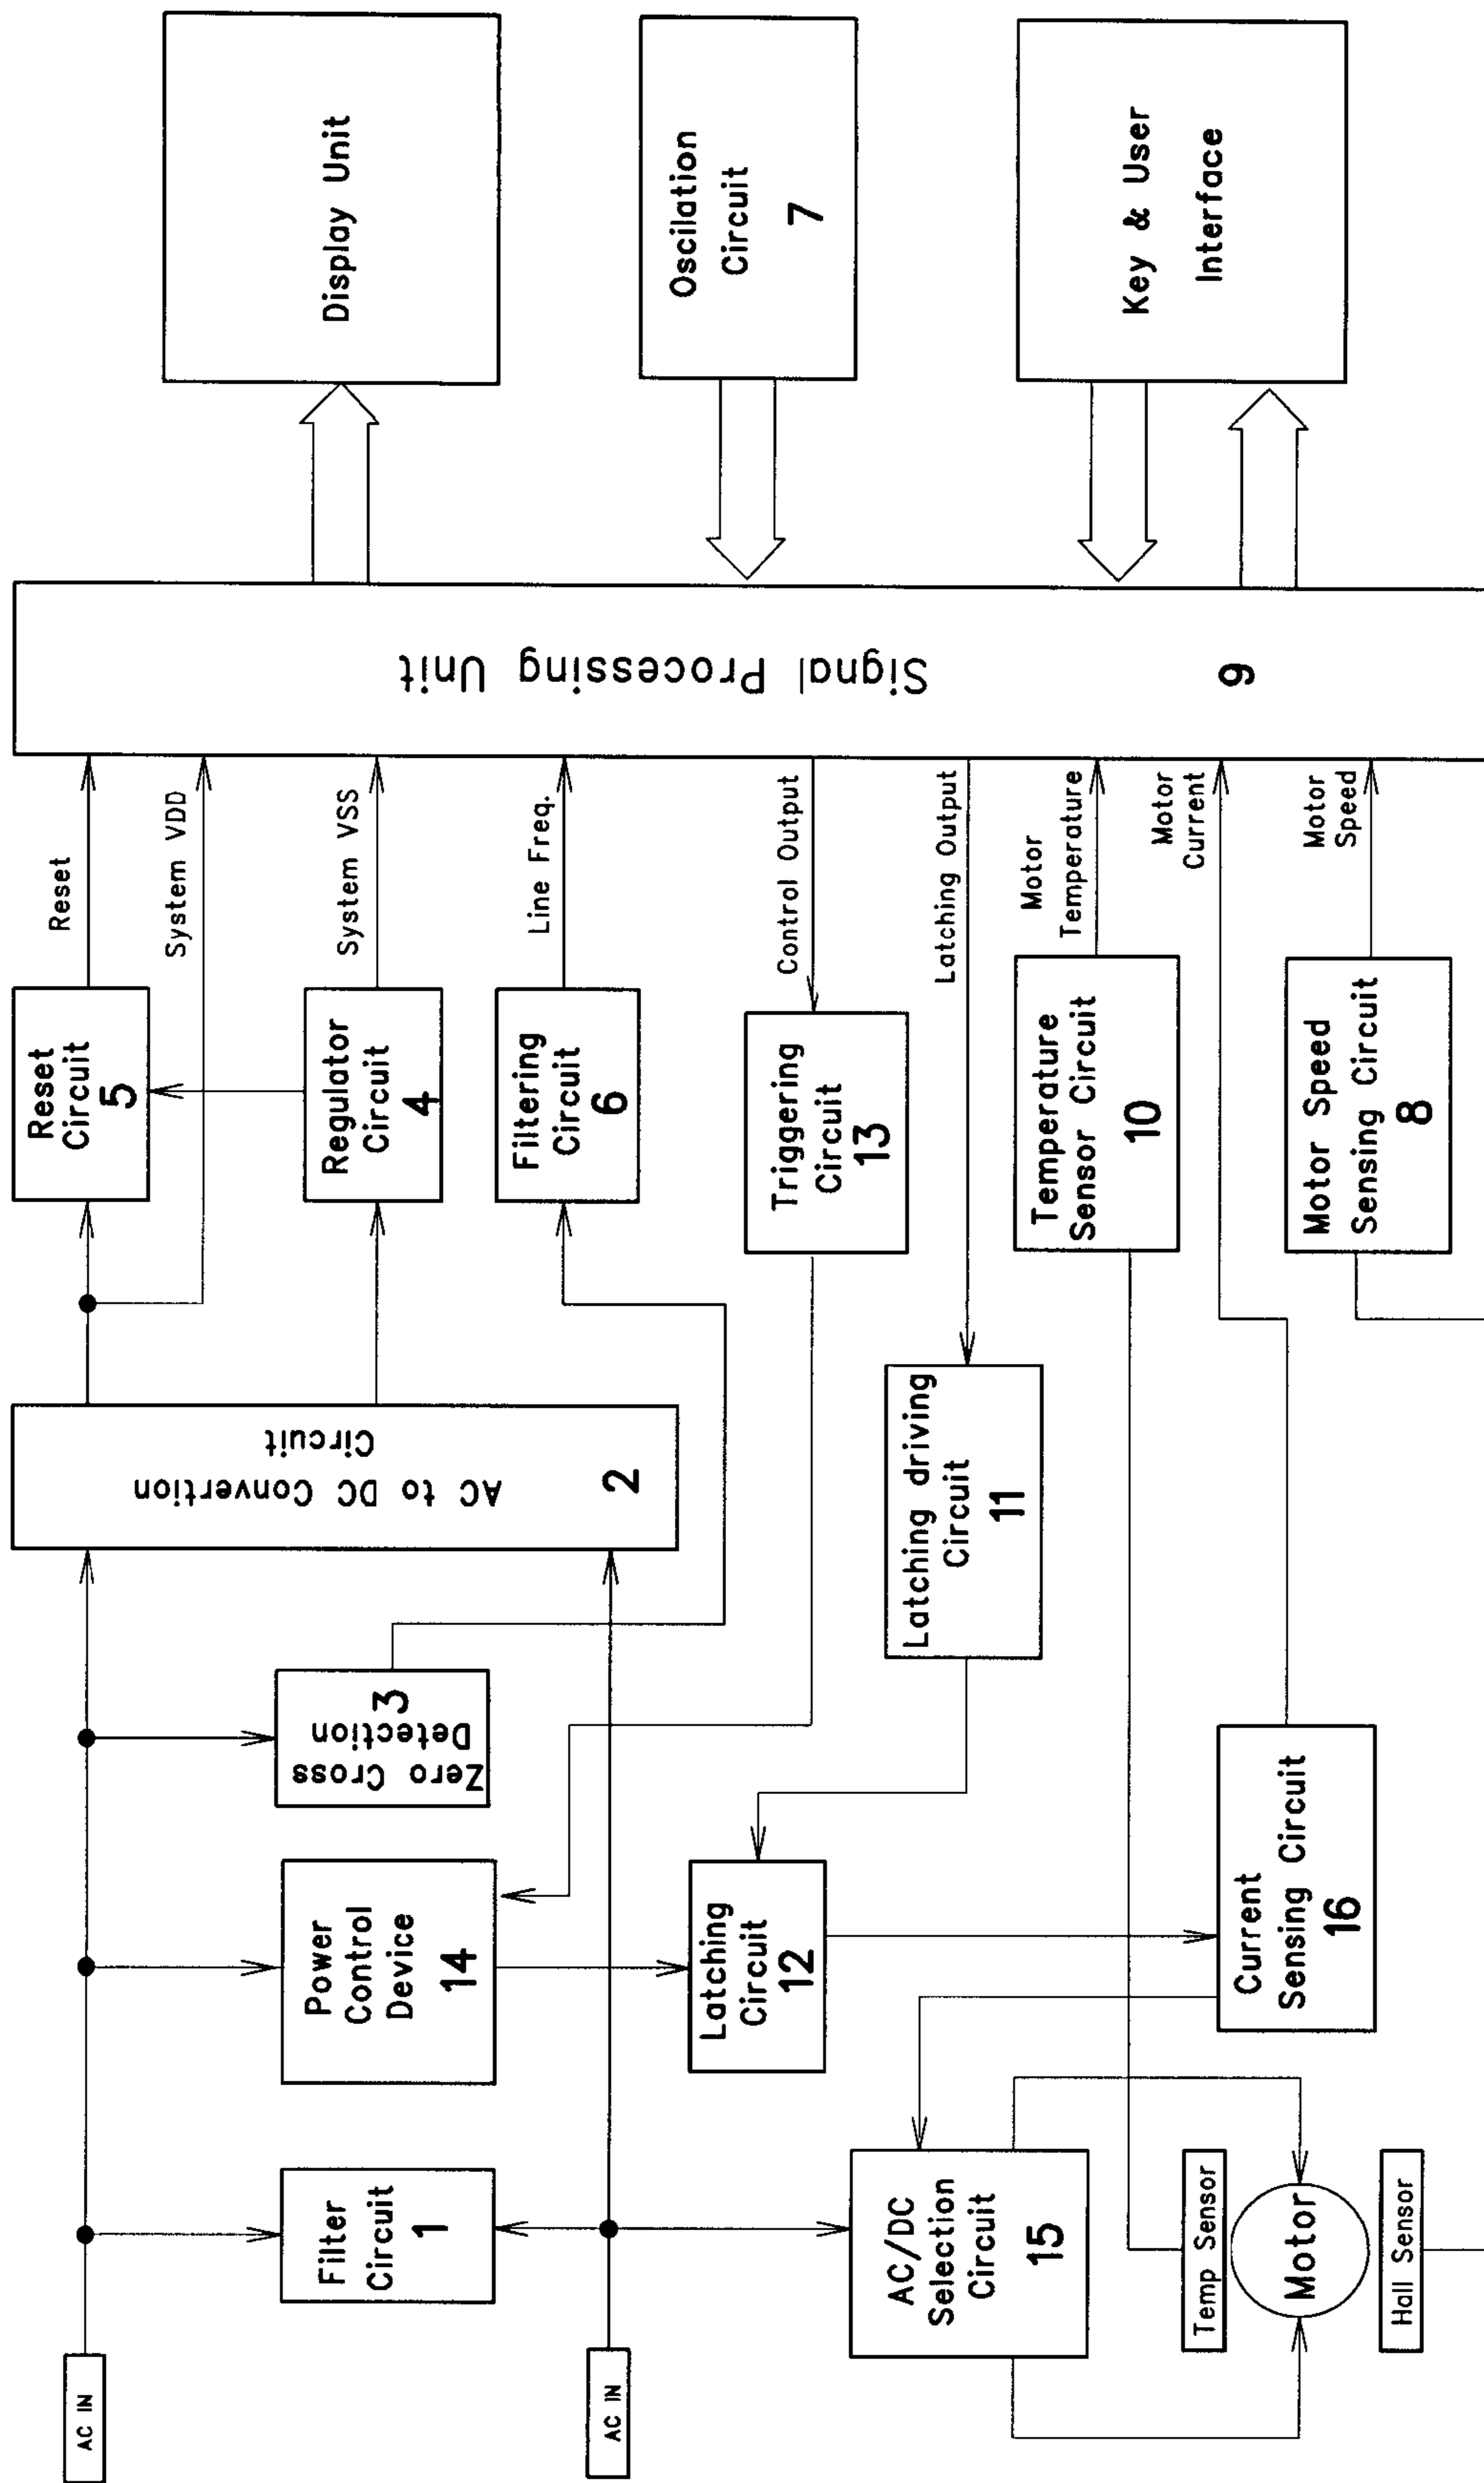 AC IN
AC IN
Filter
Circuit
1
Power
Control
Device
14
Zero Cross
Detection
3
AC to DC Convertion
Circuit
2
Reset
Circuit
5
Regulator
Circuit
4
Filtering
Circuit
6
Reset
System VDD
System VSS
Line Freq.
Control Output
Latching Output
Motor
Temperature
Motor
Current
Motor
Speed
Triggering
Circuit
13
Latching driving
Circuit
11
Latching
Circuit
12
Temperature
Sensor Circuit
10
Motor Speed
Sensing Circuit
8
Current
Sensing Circuit
16
AC/DC
Selection
Circuit
15
Temp Sensor
Motor
Hall Sensor
Signal Processing Unit
9
Display Unit
Oscilation
Circuit
7
Key & User
Interface